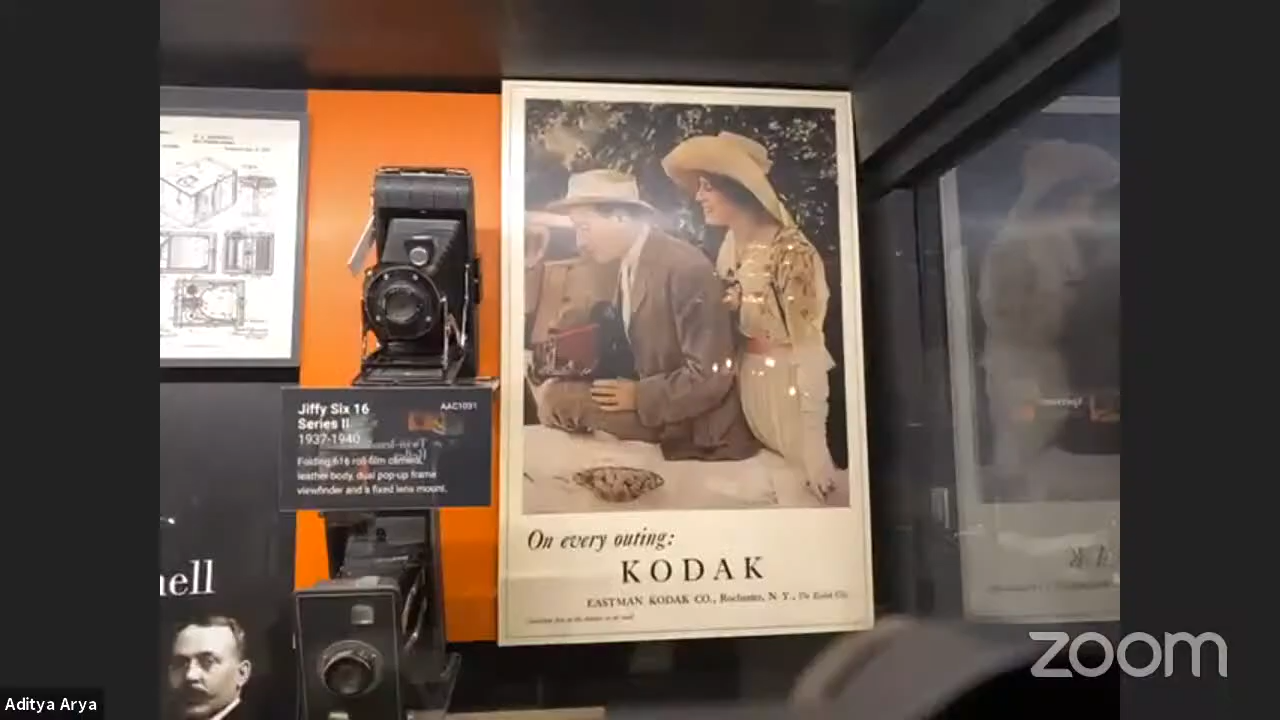 Jiffy Six 16
Series II
1937-1940
AAC1091
Folding 616 roll film camera,
leather body, dual pop-up frame
viewfinder and a fixed lens mount.
ell
On every outing:
KODAK
EASTMAN KODAK CO., Rochester, N. Y., The Kodak City
zoom
Aditya Arya